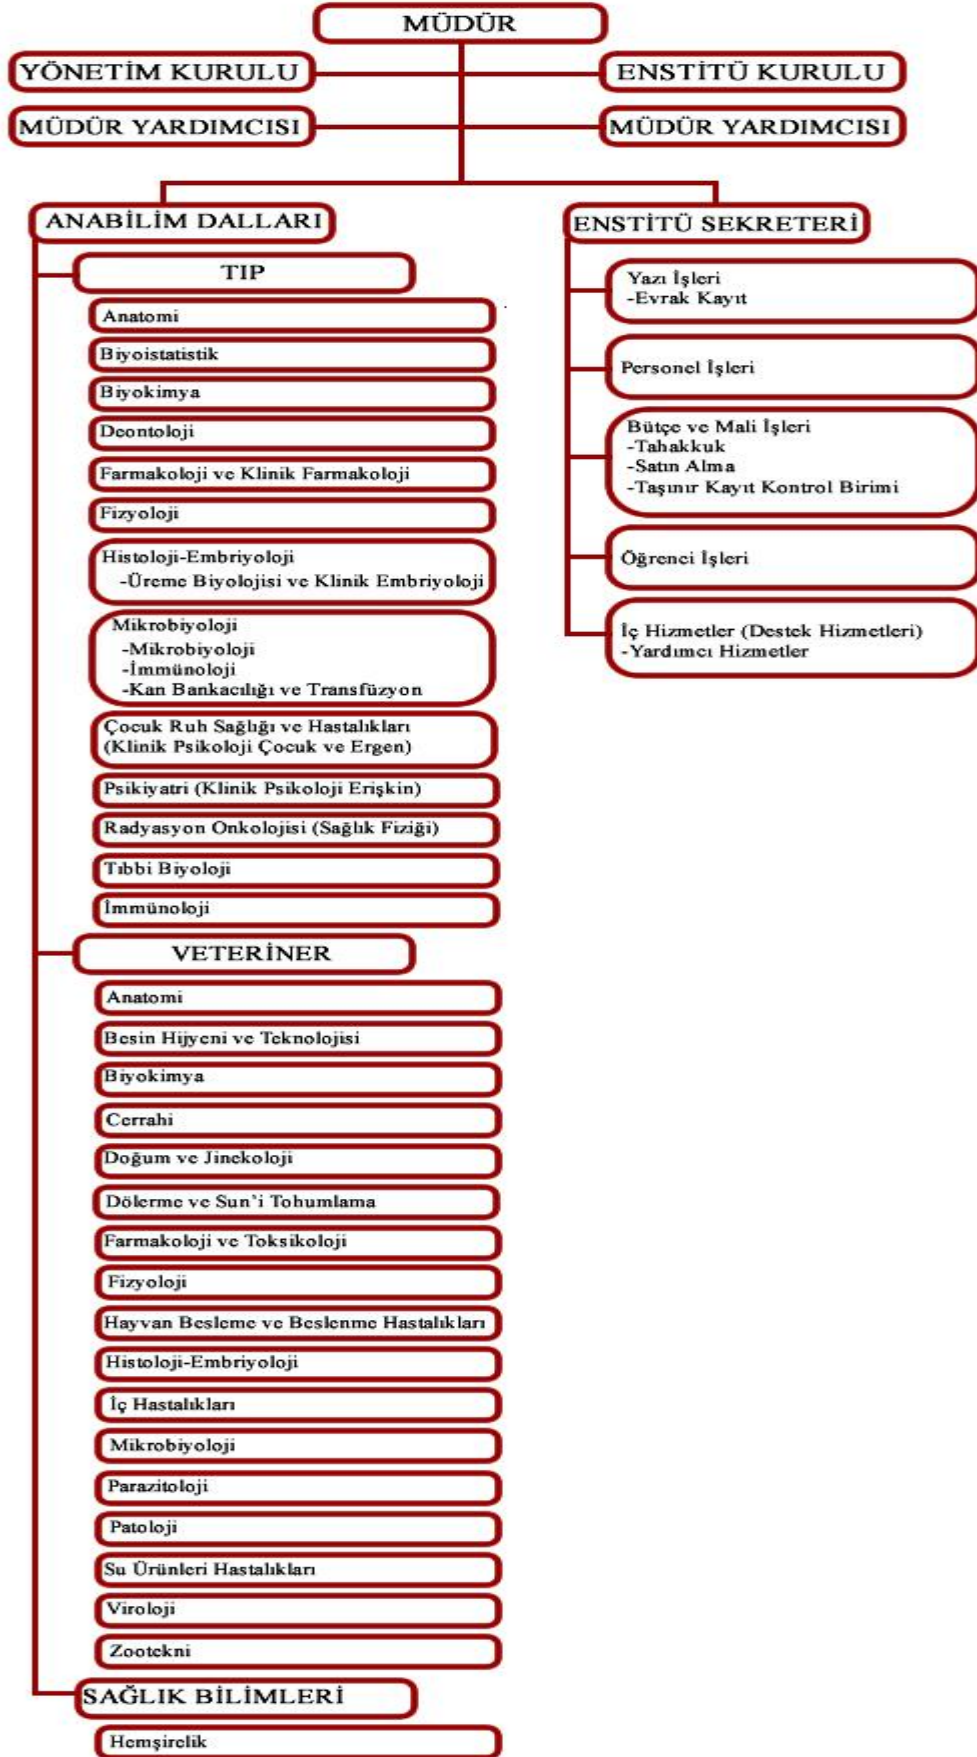 MÜDÜR
YÖNETİM KURULU
ENSTİTÜ KURULU
MÜDÜR YARDIMCISI
MÜDÜR YARDIMCISI
ANABİLİM DALLARI
TIP
Anatomi
Biyoistatistik
Biyokimya
Deontoloji
Farmakoloji ve Klinik Farmakoloji
Fizyoloji
Histoloji-Embriyoloji
-Üreme Biyolojisi ve Klinik Embriyoloji
Mikrobiyoloji
-Mikrobiyoloji
-İmmünoloji
-Kan Bankacılığı ve Transfüzyon
Çocuk Ruh Sağlığı ve Hastalıkları
(Klinik Psikoloji Çocuk ve Ergen)
Psikiyatri (Klinik Psikoloji Erişkin)
Radyasyon Onkolojisi (Sağlık Fiziği)
Tıbbi Biyoloji
İmmünoloji
VETERİNER
Anatomi
Besin Hijyeni ve Teknolojisi
Biyokimya
Cerrahi
Doğum ve Jinekoloji
Dölerme ve Sun'i Tohumlama
Farmakoloji ve Toksikoloji
Fizyoloji
Hayvan Besleme ve Beslenme Hastalıkları
Histoloji-Embriyoloji
İç Hastalıkları
Mikrobiyoloji
Parazitoloji
Patoloji
Su Ürünleri Hastalıkları
Viroloji
Zootekni
SAĞLIK BİLİMLERİ
Hemşirelik
ENSTİTÜ SEKRETERİ
Yazı İşleri
-Evrak Kayıt
Personel İşleri
Bütçe ve Mali İşleri
-Tahakkuk
-Satın Alma
-Taşınır Kayıt Kontrol Birimi
Öğrenci İşleri
İç Hizmetler (Destek Hizmetleri)
-Yardımcı Hizmetler